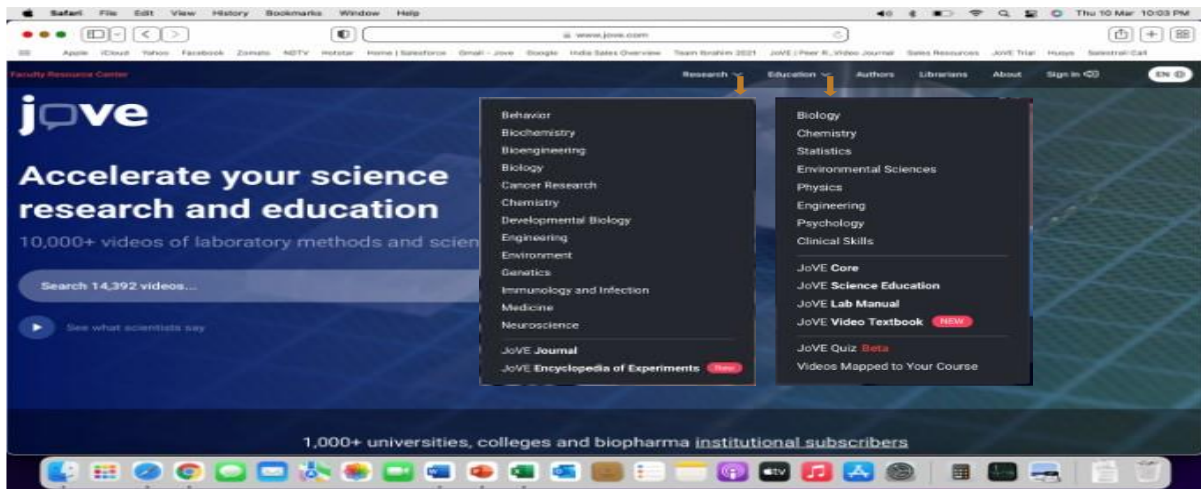 Safari File Edit View History Bookmarks Window Help
Thu 10 Mar 10:03 PM
www.jove.com
Apple iCloud Yahoo Facebook Zomato NDTV Hotstar Home | Salesforce Gmail - Jove Google India Sales Overview Team Ibrahim 2021 JoVE | Peer R...Video Journal Sales Resources JoVE Trial Huoys
Faculty Resource Center
Research Education Authors Librarians About Sign in EN
jove
Accelerate your science
research and education
10,000+ videos of laboratory methods and scien
Search 14,392 videos...
See what scientists say
Behavior
Biochemistry
Bioengineering
Biology
Cancer Research
Chemistry
Developmental Biology
Engineering
Environment
Genetics
Immunology and Infection
Medicine
Neuroscience
JoVE Journal
JoVE Encyclopedia of Experiments New
Biology
Chemistry
Statistics
Environmental Sciences
Physics
Engineering
Psychology
Clinical Skills
JoVE Core
JoVE Science Education
JoVE Lab Manual
JoVE Video Textbook NEW
JoVE Quiz Beta
Videos Mapped to Your Course
1,000+ universities, colleges and biopharma institutional subscribers
tv